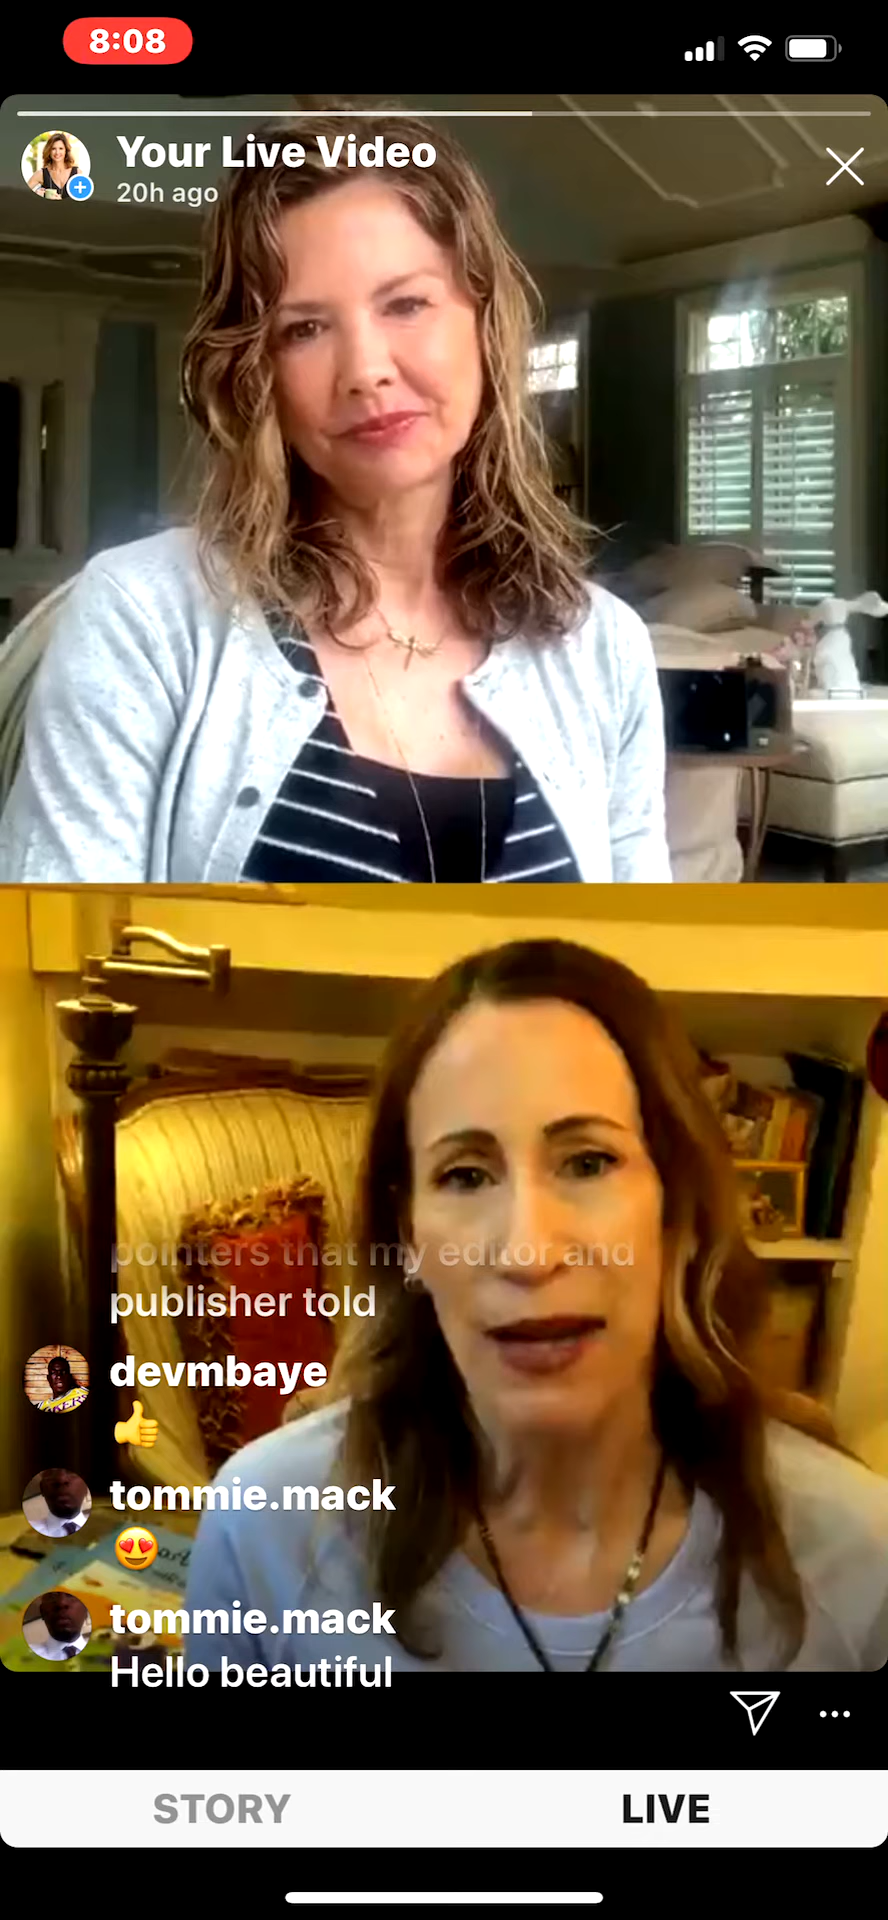 8:08
Your Live Video
20h ago
pointers that my editor and
publisher told
devmbaye
👍
tommie.mack
😍
tommie.mack
Hello beautiful
STORY
LIVE